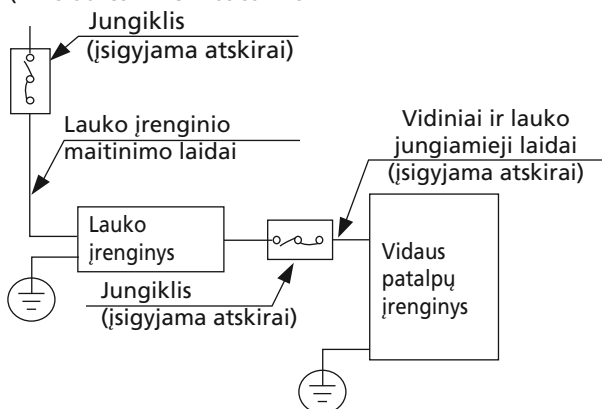 Jungiklis
(įsigyjama atskirai)
Lauko įrenginio
maitinimo laidai
Vidiniai ir lauko
jungiamieji laidai
(įsigyjama atskirai)
Lauko
įrenginys
Vidaus
patalpų
įrenginys
Jungiklis
(įsigyjama atskirai)